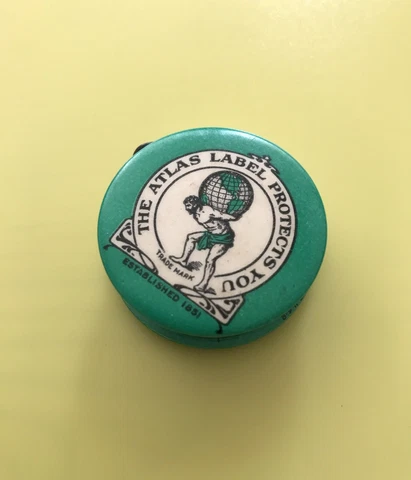 THE ATLAS LABEL PROTECTS YOU
TRADE MARK
ESTABLISHED 1851